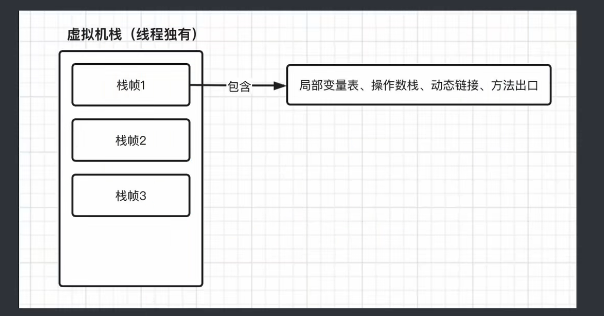 虚拟机栈（线程独有）
栈帧1
包含
局部变量表、操作数栈、动态链接、方法出口
栈帧2
栈帧3